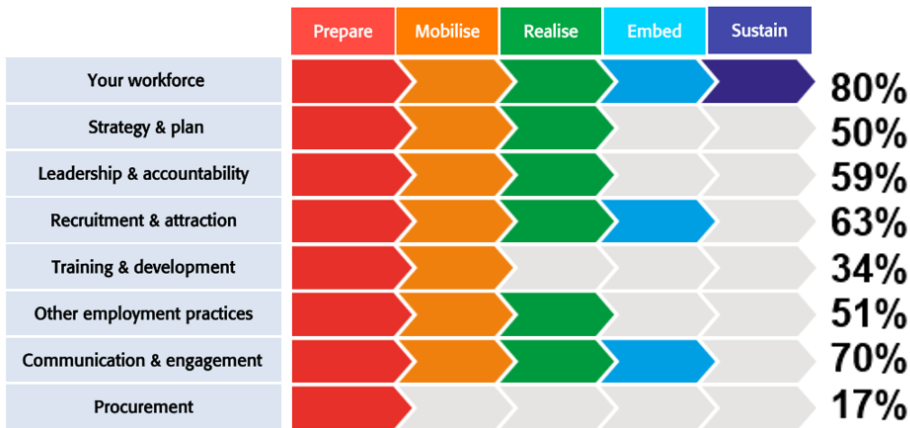 Prepare Mobilise Realise Embed Sustain
Your workforce 80%
Strategy & plan 50%
Leadership & accountability 59%
Recruitment & attraction 63%
Training & development 34%
Other employment practices 51%
Communication & engagement 70%
Procurement 17%